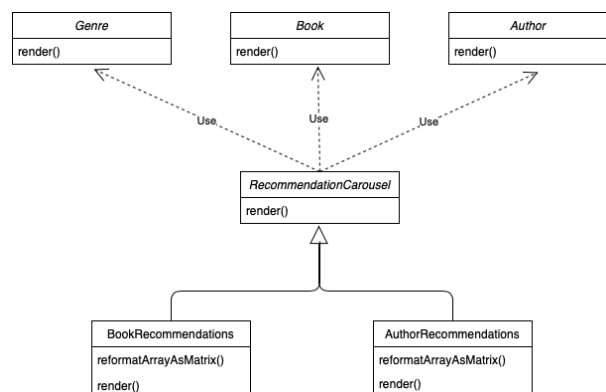 Genre
render()
Book
render()
Author
render()
Use
Use
Use
RecommendationCarousel
render()
BookRecommendations
reformatArrayAsMatrix()
render()
AuthorRecommendations
reformatArrayAsMatrix()
render()